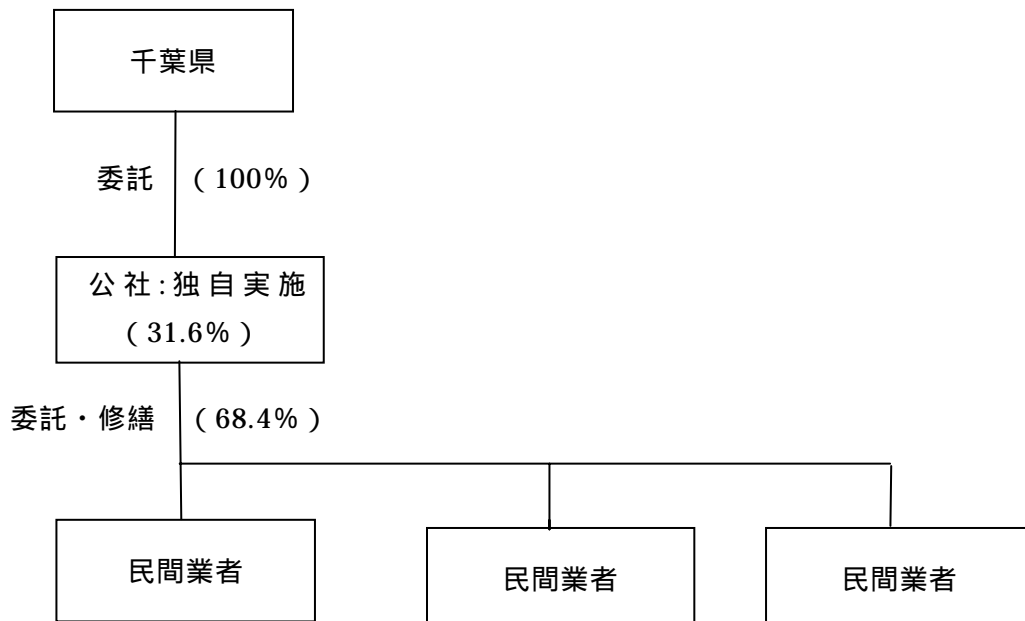 千葉県
委託 (100%)
公社:独自実施
(31.6%)
委託・修繕 (68.4%)
民間業者
民間業者
民間業者